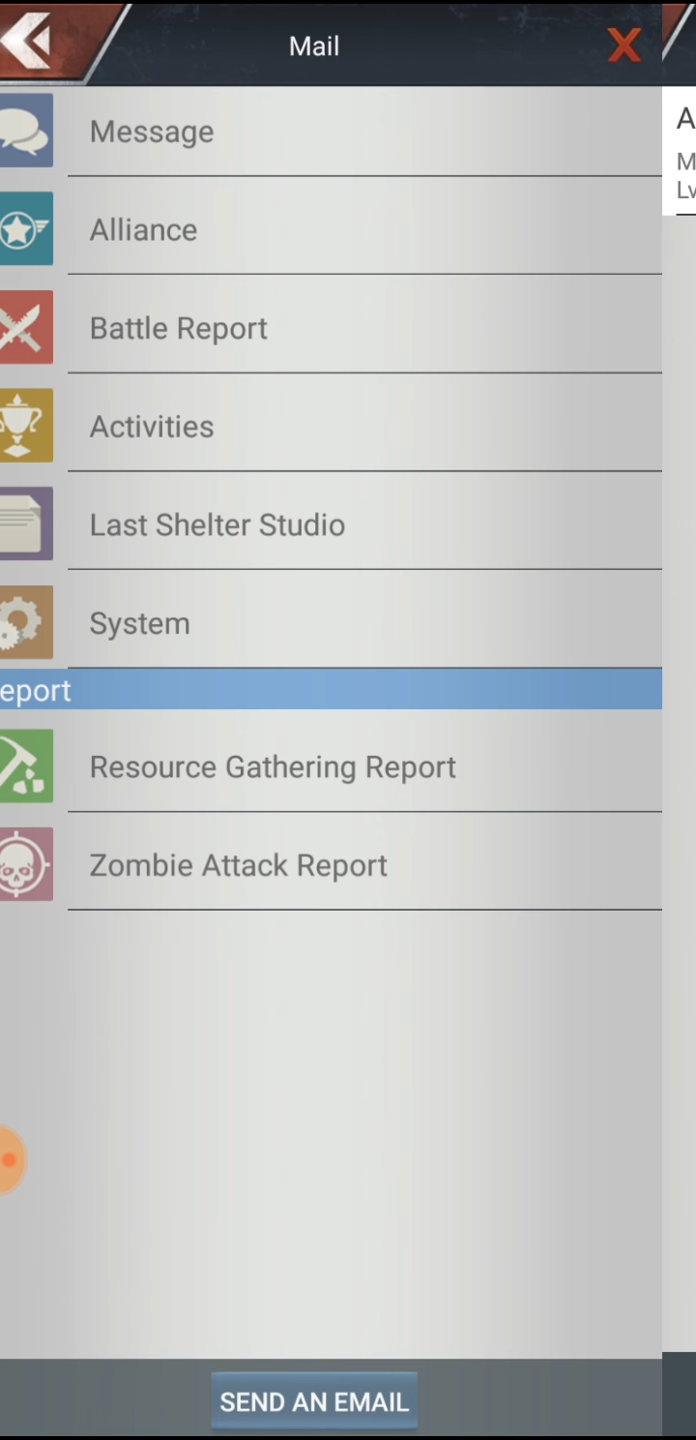 Mail
Message
Alliance
Battle Report
Activities
Last Shelter Studio
System
eport
Resource Gathering Report
Zombie Attack Report
SEND AN EMAIL
A
M
Lv